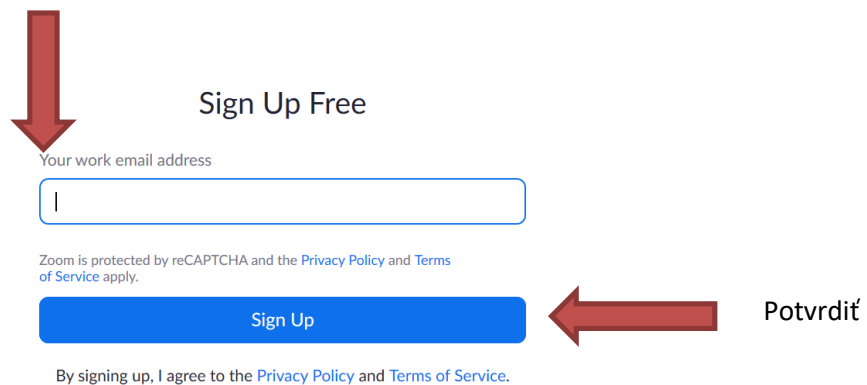 Sign Up Free
Your work email address
Zoom is protected by reCAPTCHA and the Privacy Policy and Terms
of Service apply.
Sign Up
Potvrdiť
By signing up, I agree to the Privacy Policy and Terms of Service.